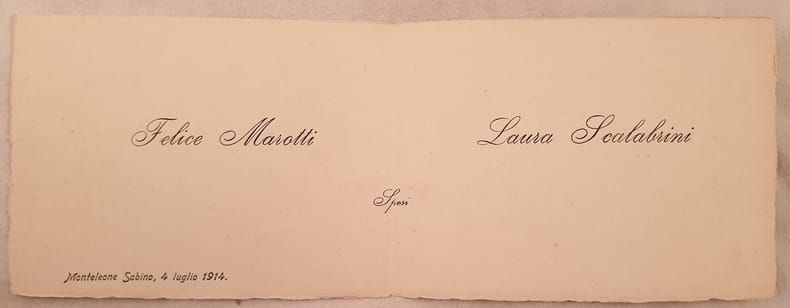 Felice Marotti
Laura Scalabrini
Sposi
Monteleone Sabino, 4 luglio 1914.